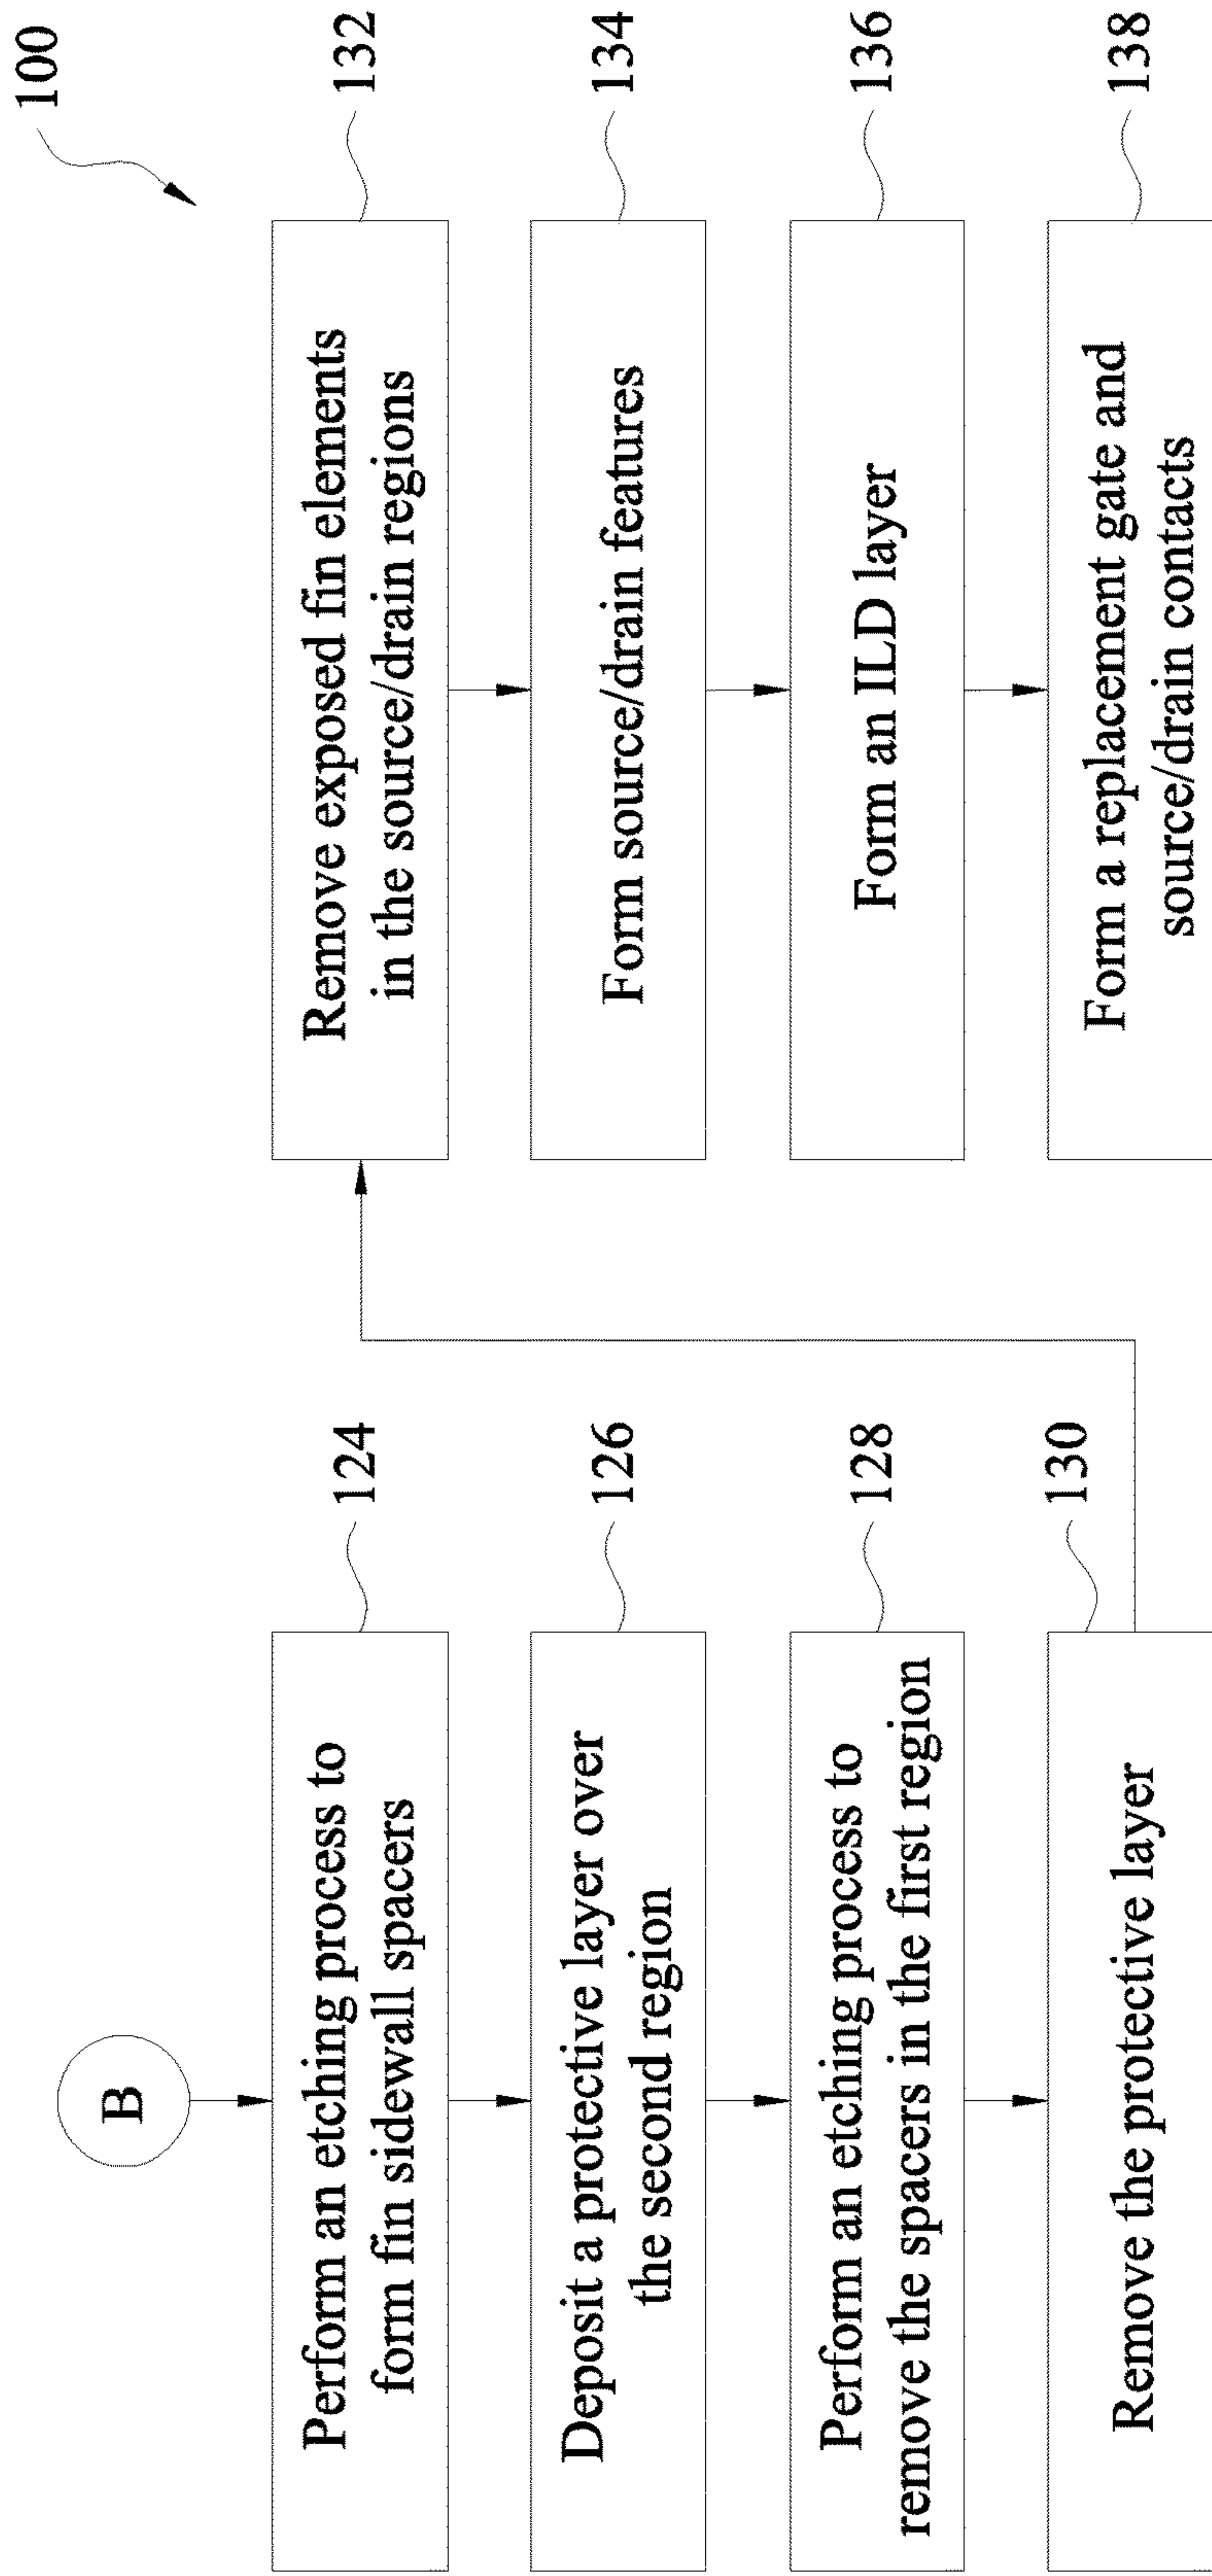 100
B
Perform an etching process to
form fin sidewall spacers
124
Deposit a protective layer over
the second region
126
Perform an etching process to
remove the spacers in the first region
128
Remove the protective layer
130
Remove exposed fin elements
in the source/drain regions
132
Form source/drain features
134
Form an ILD layer
136
Form a replacement gate and
source/drain contacts
138